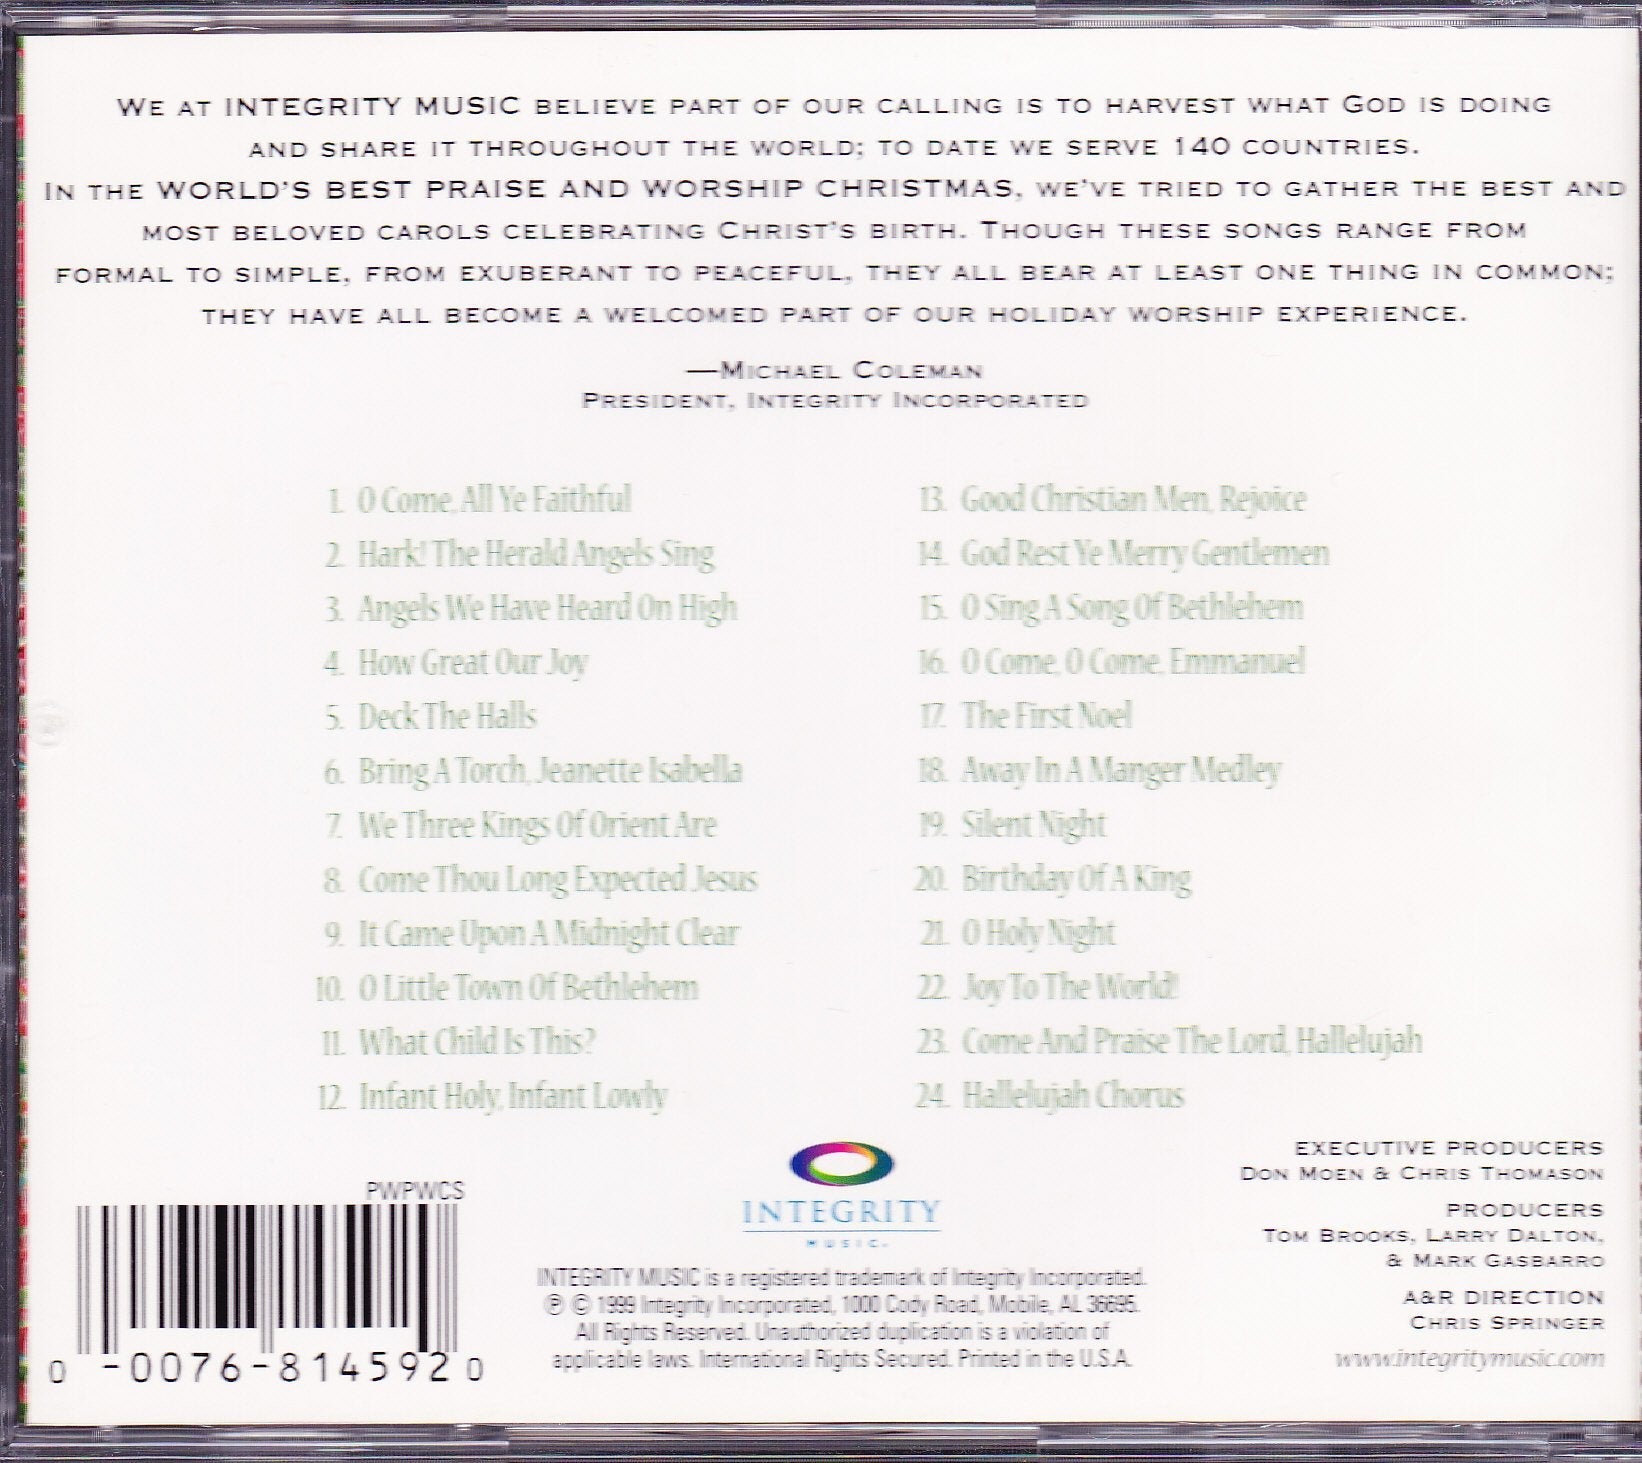 WE AT INTEGRITY MUSIC BELIEVE PART OF OUR CALLING IS TO HARVEST WHAT GOD IS DOING
AND SHARE IT THROUGHOUT THE WORLD; TO DATE WE SERVE 140 COUNTRIES.
IN THE WORLD'S BEST PRAISE AND WORSHIP CHRISTMAS, WE'VE TRIED TO GATHER THE BEST AND
MOST BELOVED CAROLS CELEBRATING CHRIST'S BIRTH. THOUGH THESE SONGS RANGE FROM
FORMAL TO SIMPLE, FROM EXUBERANT TO PEACEFUL, THEY ALL BEAR AT LEAST ONE THING IN COMMON;
THEY HAVE ALL BECOME A WELCOMED PART OF OUR HOLIDAY WORSHIP EXPERIENCE.
—MICHAEL COLEMAN
PRESIDENT, INTEGRITY INCORPORATED
1. O Come, All Ye Faithful
2. Hark! The Herald Angels Sing
3. Angels We Have Heard On High
4. How Great Our Joy
5. Deck The Halls
6. Bring A Torch, Jeanette Isabella
7. We Three Kings Of Orient Are
8. Come Thou Long Expected Jesus
9. It Came Upon A Midnight Clear
10. O Little Town Of Bethlehem
11. What Child Is This?
12. Infant Holy, Infant Lowly
13. Good Christian Men, Rejoice
14. God Rest Ye Merry Gentlemen
15. O Sing A Song Of Bethlehem
16. O Come, O Come, Emmanuel
17. The First Noel
18. Away In A Manger Medley
19. Silent Night
20. Birthday Of A King
21. O Holy Night
22. Joy To The World!
23. Come And Praise The Lord, Hallelujah
24. Hallelujah Chorus
PWPWCS
0 -0076-814592 0
INTEGRITY
MUSIC.
INTEGRITY MUSIC is a registered trademark of Integrity Incorporated.
℗ © 1999 Integrity Incorporated, 1000 Cody Road, Mobile, AL 36695.
All Rights Reserved. Unauthorized duplication is a violation of
applicable laws. International Rights Secured. Printed in the U.S.A.
EXECUTIVE PRODUCERS
DON MOEN & CHRIS THOMASON
PRODUCERS
TOM BROOKS, LARRY DALTON,
& MARK GASBARRO
A&R DIRECTION
CHRIS SPRINGER
www.integritymusic.com